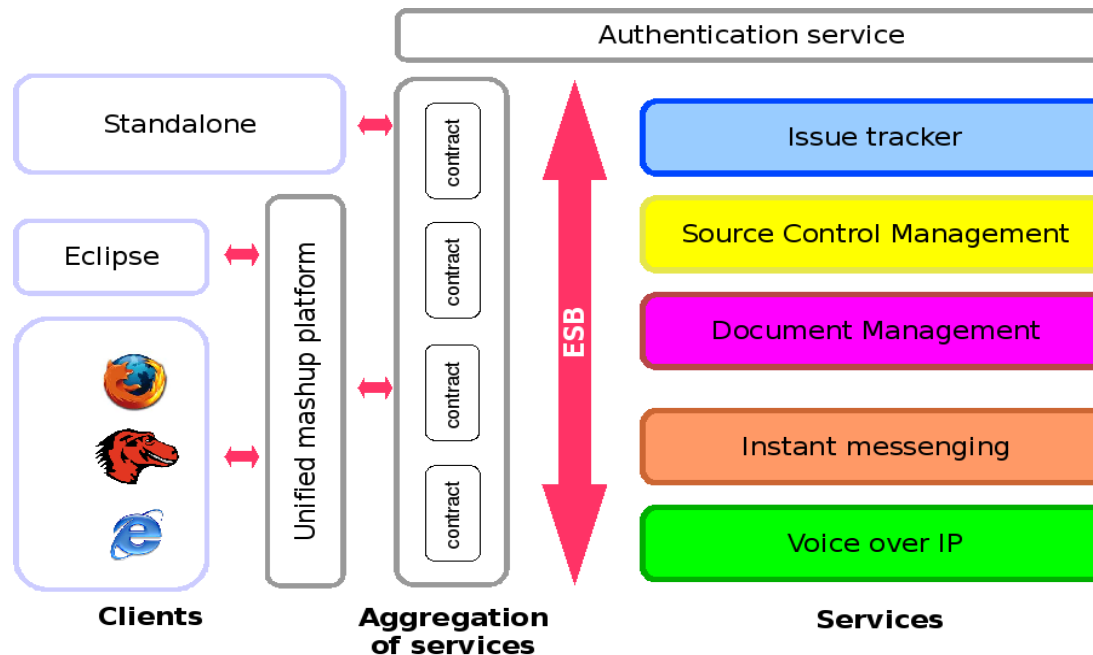 Authentication service
Standalone
contract
Issue tracker
Source Control Management
Eclipse
contract
Unified mashup platform
ESB
Document Management
contract
Instant messenging
contract
Voice over IP
Clients
Aggregation
of services
Services